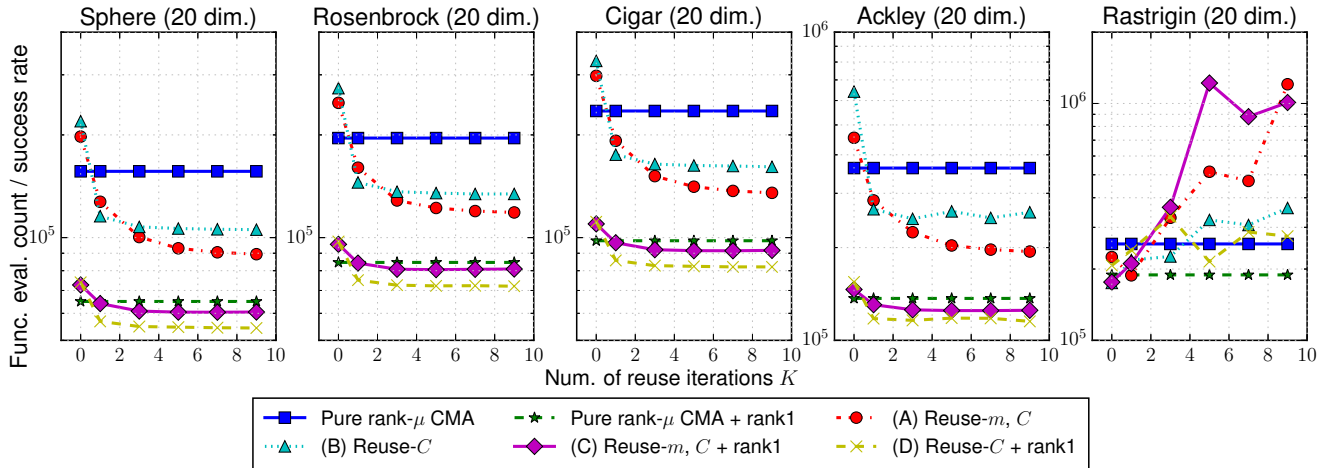 Sphere (20 dim.)
Rosenbrock (20 dim.)
Cigar (20 dim.)
Ackley (20 dim.)
Rastrigin (20 dim.)
Func. eval. count / success rate
10^5
0 2 4 6 8 10
10^5
0 2 4 6 8 10
10^5
0 2 4 6 8 10
10^6
10^5
0 2 4 6 8 10
10^6
10^5
0 2 4 6 8 10
Num. of reuse iterations K
Pure rank-μ CMA
Pure rank-μ CMA + rank1
(A) Reuse-m, C
(B) Reuse-C
(C) Reuse-m, C + rank1
(D) Reuse-C + rank1